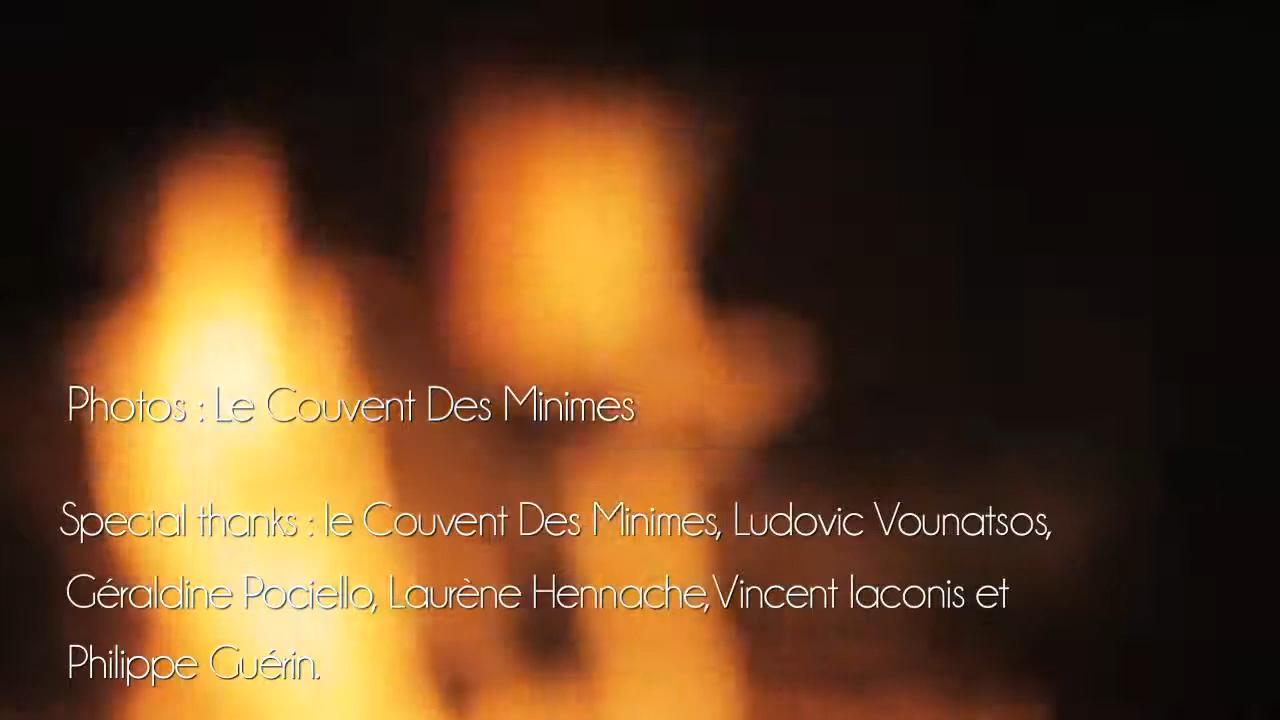 Photos : Le Couvent Des Minimes
Special thanks : le Couvent Des Minimes, Ludovic Vounatsos,
Géraldine Pociello, Laurène Hennache, Vincent Iaconis et
Philippe Guérin.